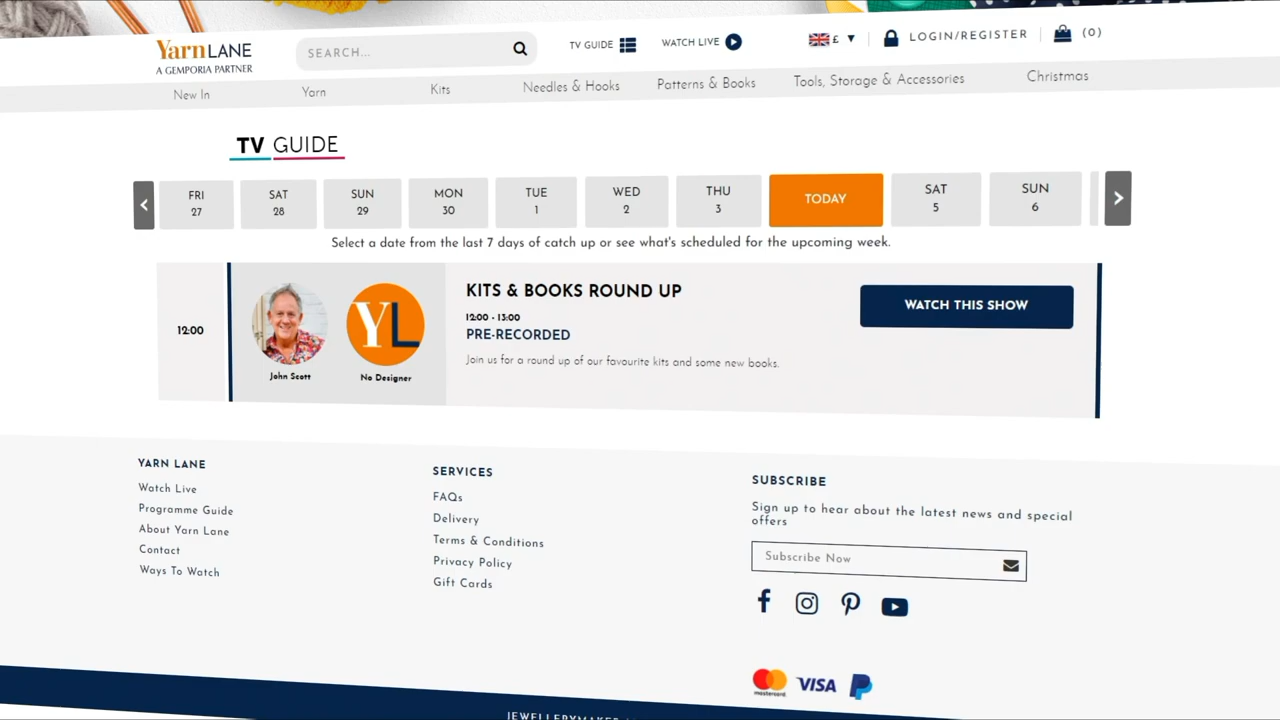 YarnLANE
A GEMPORIA PARTNER
SEARCH...
TV GUIDE
WATCH LIVE
£
LOGIN/REGISTER
(0)
New In
Yarn
Kits
Needles & Hooks
Patterns & Books
Tools, Storage & Accessories
Christmas
TV GUIDE
FRI
27
SAT
28
SUN
29
MON
30
TUE
1
WED
2
THU
3
TODAY
SAT
5
SUN
6
Select a date from the last 7 days of catch up or see what's scheduled for the upcoming week.
12:00
YL
John Scott
No Designer
KITS & BOOKS ROUND UP
12:00 - 13:00
PRE-RECORDED
Join us for a round up of our favourite kits and some new books.
WATCH THIS SHOW
YARN LANE
Watch Live
Programme Guide
About Yarn Lane
Contact
Ways To Watch
SERVICES
FAQs
Delivery
Terms & Conditions
Privacy Policy
Gift Cards
SUBSCRIBE
Sign up to hear about the latest news and special
offers
Subscribe Now
mastercard
VISA
JEWELLERYMAKER